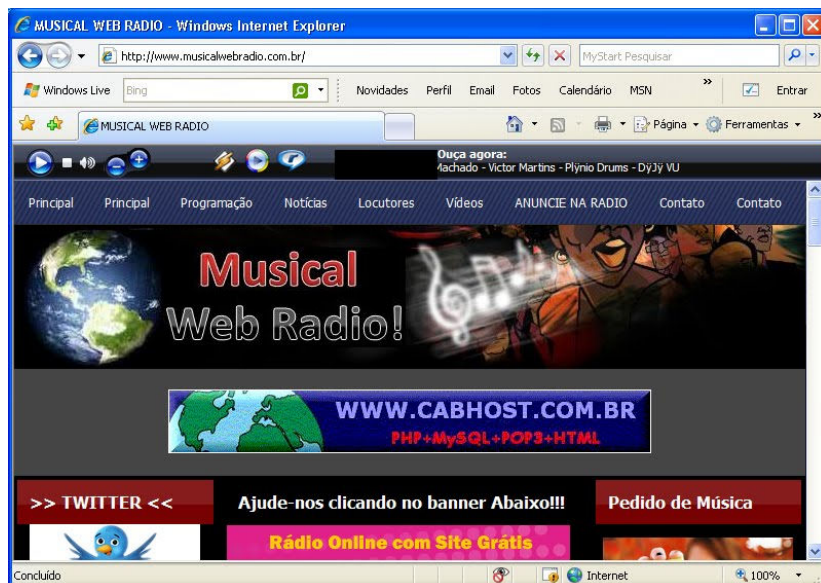 MUSICAL WEB RADIO - Windows Internet Explorer
http://www.musicalwebradio.com.br/
MyStart Pesquisar
Windows Live Bing Novidades Perfil Email Fotos Calendário MSN » Entrar
MUSICAL WEB RADIO Página Ferramentas »
Ouça agora:
Machado - Victor Martins - Plÿnio Drums - DÿJÿ VU
Principal Principal Programação Notícias Locutores Vídeos ANUNCIE NA RADIO Contato Contato
Musical
Web Radio!
WWW.CABHOST.COM.BR
PHP+MySQL+POP3+HTML
>> TWITTER << Ajude-nos clicando no banner Abaixo!!! Pedido de Música
Rádio Online com Site Grátis
Concluído Internet 100%